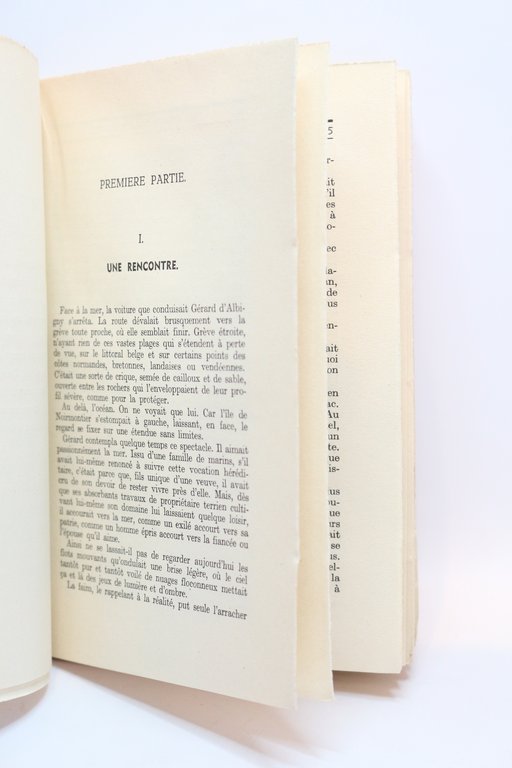 PREMIERE PARTIE.
I.
UNE RENCONTRE.
Face à la mer, la voiture que conduisait Gérard d'Albi-
gny s'arrêta. La route dévalait brusquement vers la
grève toute proche, où elle semblait finir. Grève étroite,
n'ayant rien de ces vastes plages qui s'étendent à perte
de vue, sur le littoral belge et sur certains points des
côtes normandes, bretonnes, landaises ou vendéennes.
C'était une sorte de crique, semée de cailloux et de sable,
ouverte entre les rochers qui l'enveloppaient de leur pro-
fil sévère, comme pour la protéger.
Au delà, l'océan. On ne voyait que lui. Car l'île de
Noirmontier s'estompait à gauche, laissant, en face, le
regard se fixer sur une étendue sans limites.
Gérard contempla quelque temps ce spectacle. Il aimait
passionnément la mer. Issu d'une famille de marins, s'il
avait lui-même renoncé à suivre cette vocation hérédi-
taire, c'était parce que, fils unique d'une veuve, il avait
cru de son devoir de rester vivre près d'elle. Mais, dès
que ses absorbants travaux de propriétaire terrien culti-
vant lui-même son domaine lui laissaient quelque loisir,
il accourait vers la mer, comme un exilé accourt vers sa
patrie, comme un homme épris accourt vers la fiancée ou
l'épouse qu'il aime.
Ainsi ne se lassait-il pas de regarder aujourd'hui les
flots mouvants qu'ondulait une brise légère, où le ciel
tantôt pur et tantôt voilé de nuages floconneux mettait
çà et là des jeux de lumière et d'ombre.
La faim, le rappelant à la réalité, put seule l'arracher
5